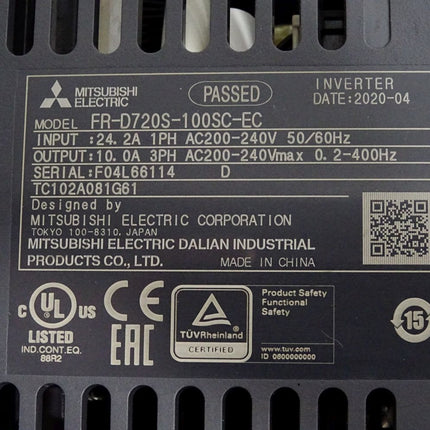 MITSUBISHI
ELECTRIC
PASSED
INVERTER
DATE:2020-04
MODEL FR-D720S-100SC-EC
INPUT :24.2A 1PH AC200-240V 50/60Hz
OUTPUT:10.0A 3PH AC200-240Vmax 0.2-400Hz
SERIAL:F04L66114 D
TC102A081G61
Designed by
MITSUBISHI ELECTRIC CORPORATION
TOKYO 100-8310, JAPAN
MITSUBISHI ELECTRIC DALIAN INDUSTRIAL
PRODUCTS CO., LTD.
MADE IN CHINA
C UL US
LISTED
IND.CONT.EQ.
88R2
CE
EAC
TÜVRheinland
CERTIFIED
Product Safety
Functional
Safety
www.tuv.com
ID 0600000000
15